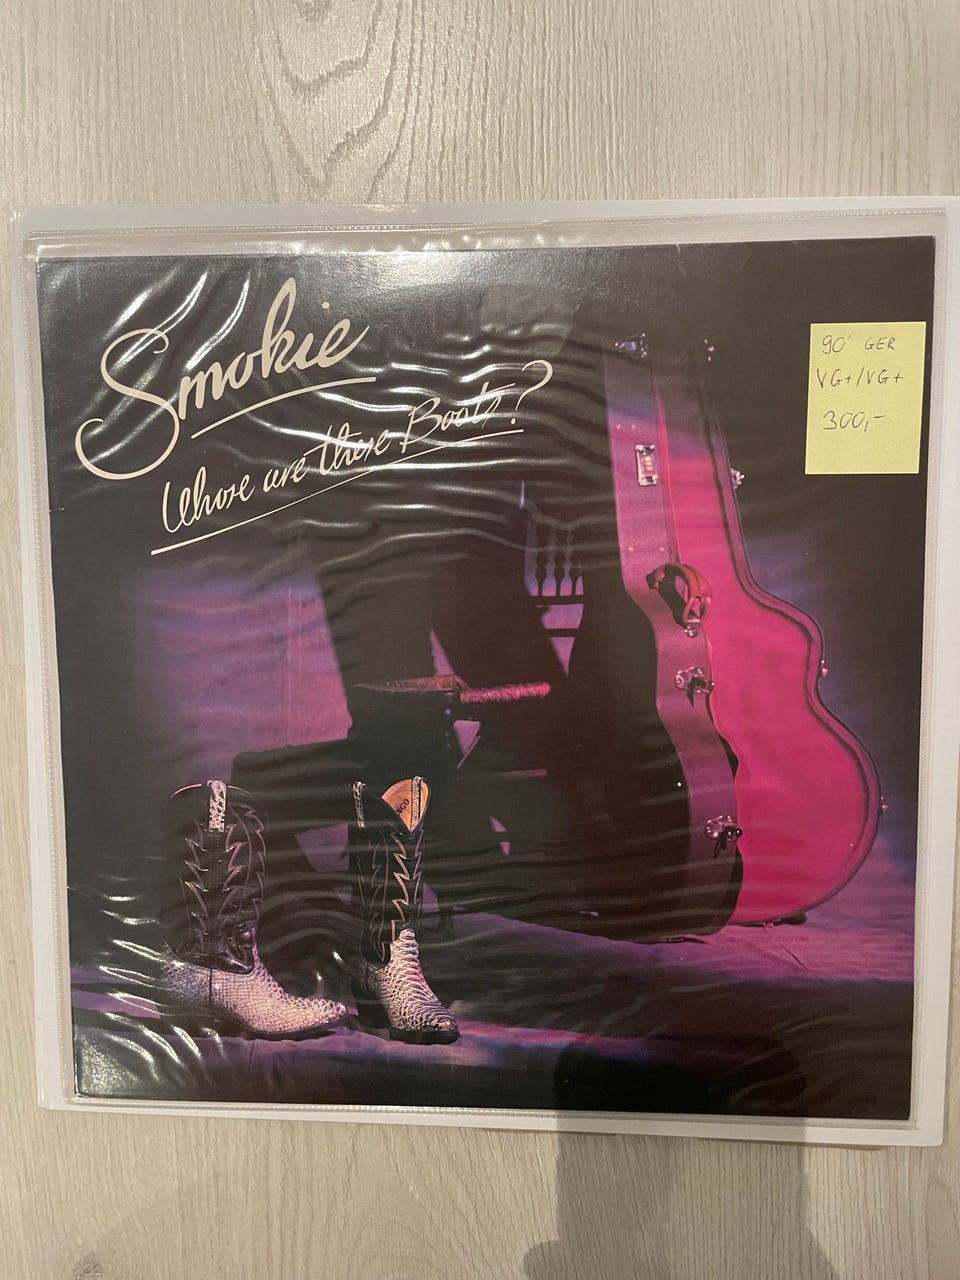 Smokie
Whose are these Boots?
90' GER
VG+/VG+
300,-